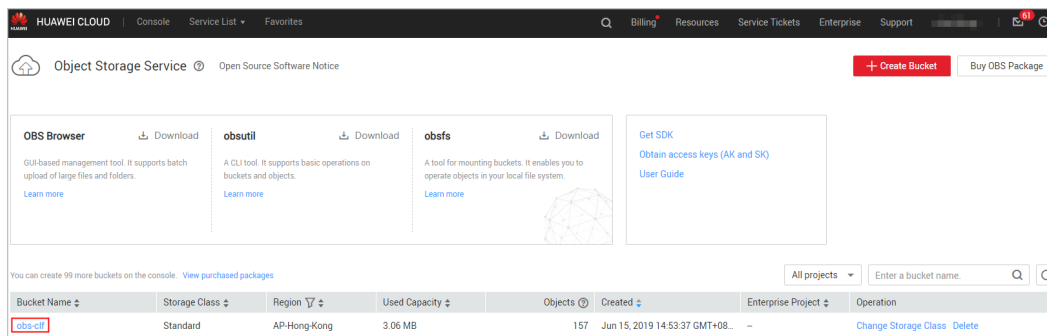 HUAWEI HUAWEI CLOUD Console Service List Favorites Billing Resources Service Tickets Enterprise Support 61
Object Storage Service Open Source Software Notice + Create Bucket Buy OBS Package
OBS Browser Download obsutil Download obsfs Download
GUI-based management tool. It supports batch
upload of large files and folders.
Learn more
A CLI tool. It supports basic operations on
buckets and objects.
Learn more
A tool for mounting buckets. It enables you to
operate objects in your local file system.
Learn more
Get SDK
Obtain access keys (AK and SK)
User Guide
You can create 99 more buckets on the console. View purchased packages All projects Enter a bucket name.
Bucket Name Storage Class Region Used Capacity Objects Created Enterprise Project Operation
obs-clf Standard AP-Hong-Kong 3.06 MB 157 Jun 15, 2019 14:53:37 GMT+08... -- Change Storage Class Delete